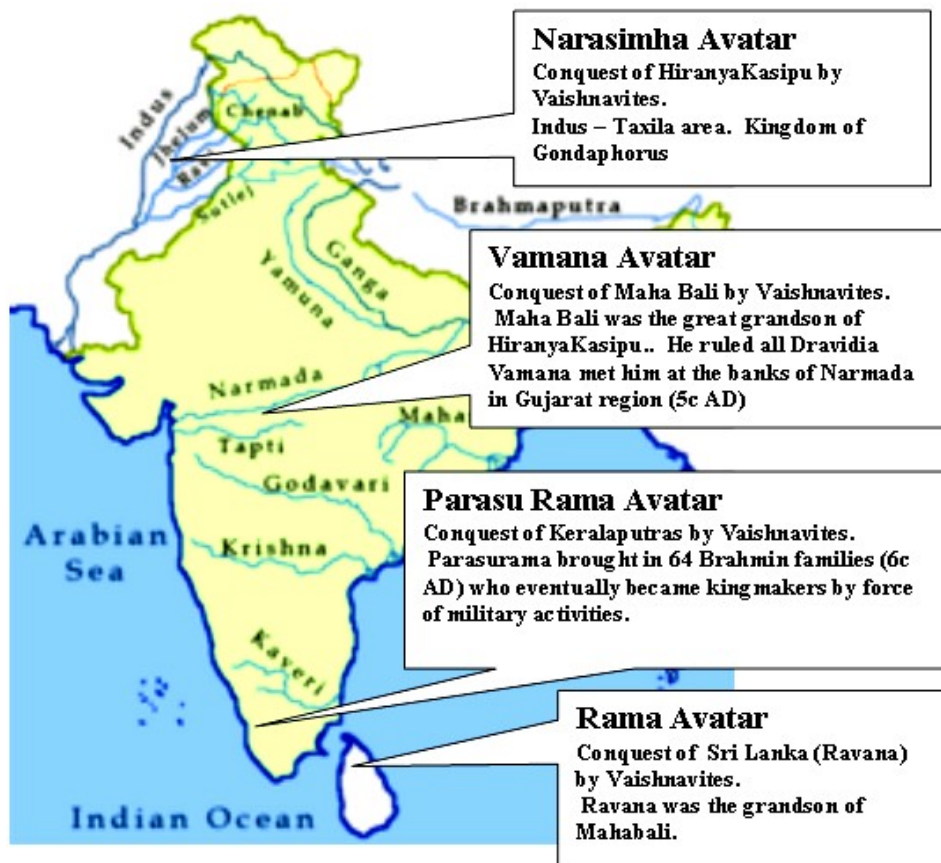 Narasimha Avatar
Conquest of HiranyaKasipu by
Vaishnavites.
Indus – Taxila area. Kingdom of
Gondaphorus
Indus
Jhelum
Chenab
Ravi
Sutlej
Brahmaputra
Ganga
Yamuna
Vamana Avatar
Conquest of Maha Bali by Vaishnavites.
Maha Bali was the great grandson of
HiranyaKasipu.. He ruled all Dravidia
Vamana met him at the banks of Narmada
in Gujarat region (5c AD)
Narmada
Maha
Tapti
Godavari
Arabian
Sea
Krishna
Parasu Rama Avatar
Conquest of Keralaputras by Vaishnavites.
Parasurama brought in 64 Brahmin families (6c
AD) who eventually became kingmakers by force
of military activities.
Kaveri
Rama Avatar
Conquest of Sri Lanka (Ravana)
by Vaishnavites.
Ravana was the grandson of
Mahabali.
Indian Ocean